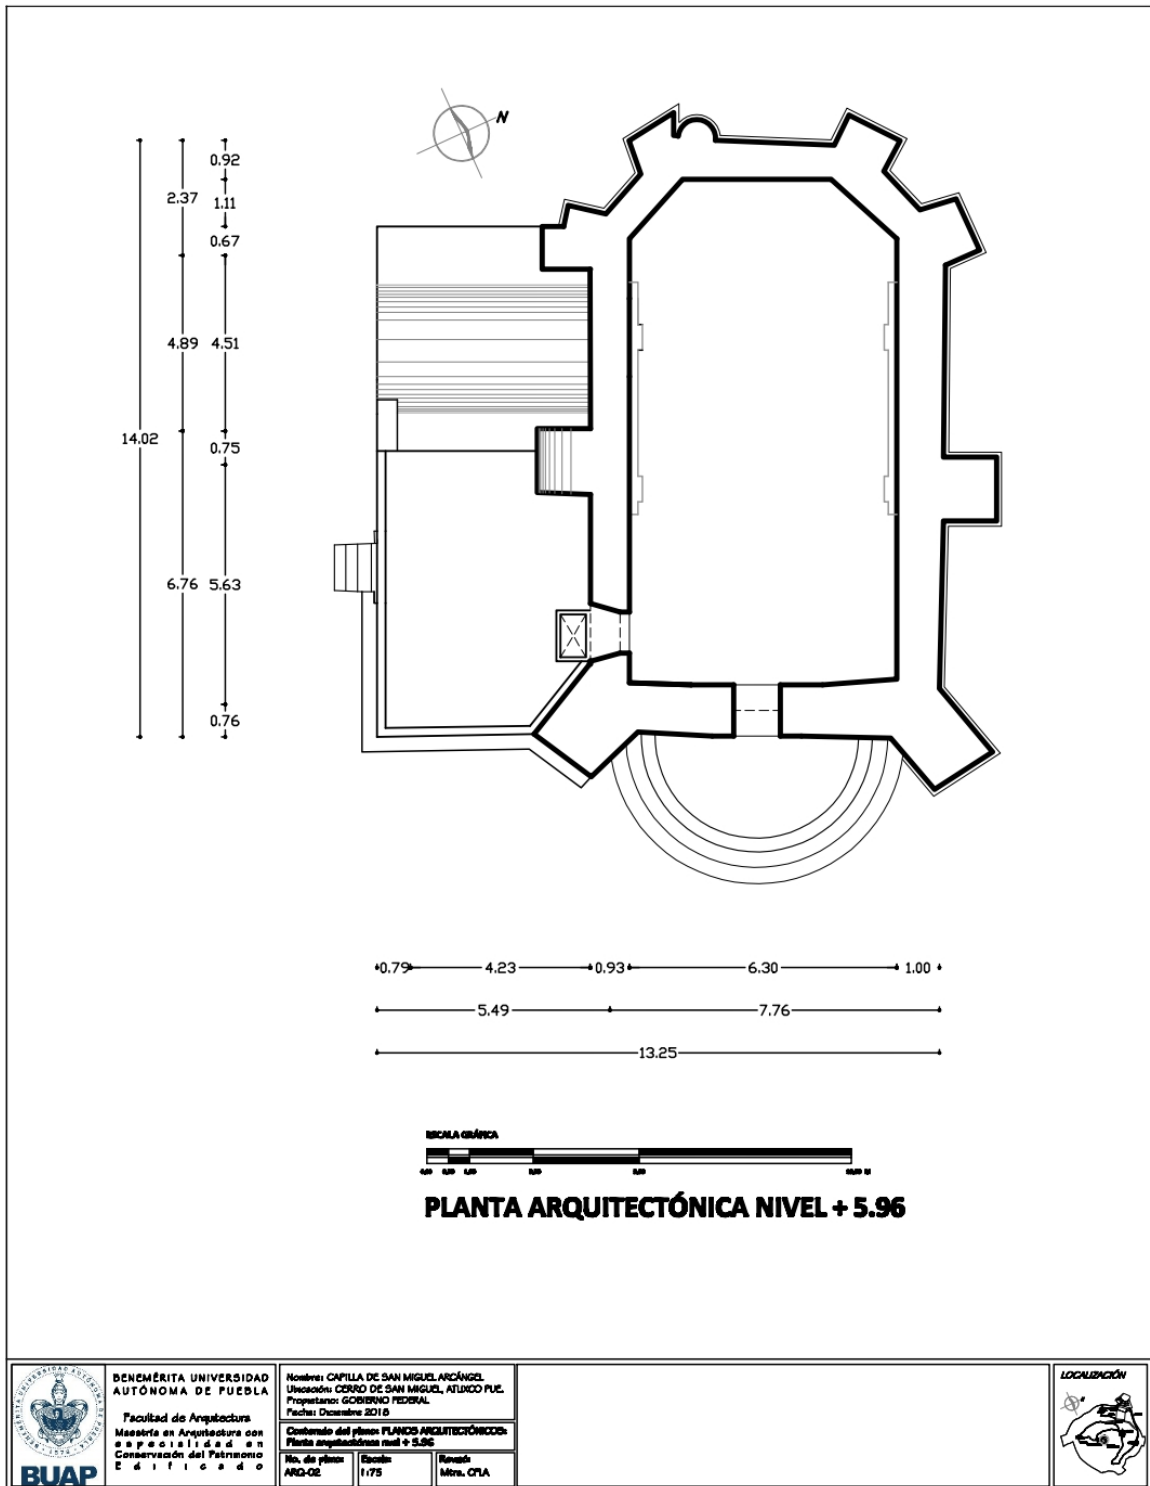 N
0.92
2.37
1.11
0.67
4.89
4.51
14.02
0.75
6.76
5.63
0.76
0.79
4.23
0.93
6.30
1.00
5.49
7.76
13.25
ESCALA GRÁFICA
PLANTA ARQUITECTÓNICA NIVEL + 5.96
BUAP
BENEMÉRITA UNIVERSIDAD
AUTÓNOMA DE PUEBLA
Facultad de Arquitectura
Maestría en Arquitectura con
especialidad en
Conservación del Patrimonio
Edificado
Nombre: CAPILLA DE SAN MIGUEL ARCÁNGEL
Ubicación: CERRO DE SAN MIGUEL, ATLIXCO PUE.
Propietario: GOBIERNO FEDERAL
Fecha: Diciembre 2018
Contenido del plano: PLANOS ARQUITECTÓNICOS:
Planta arquitectónica nivel + 5.96
No. de plano:
ARQ-02
Escala:
1:75
Revisó:
Mtra.
LOCALIZACIÓN